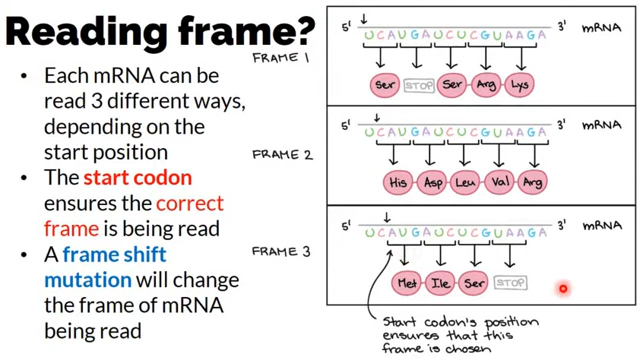 Reading frame?
• Each mRNA can be
read 3 different ways,
depending on the
start position
• The start codon
ensures the correct
frame is being read
• A frame shift
mutation will change
the frame of mRNA
being read
FRAME 1
5' UCAUGAUCUCGUAAGA 3' mRNA
Ser STOP Ser Arg Lys
FRAME 2
5' UCAUGAUCUCGUAAGA 3' mRNA
His Asp Leu Val Arg
FRAME 3
5' UCAUGAUCUCGUAAGA 3' mRNA
Met Ile Ser STOP
Start codon's position
ensures that this
frame is chosen